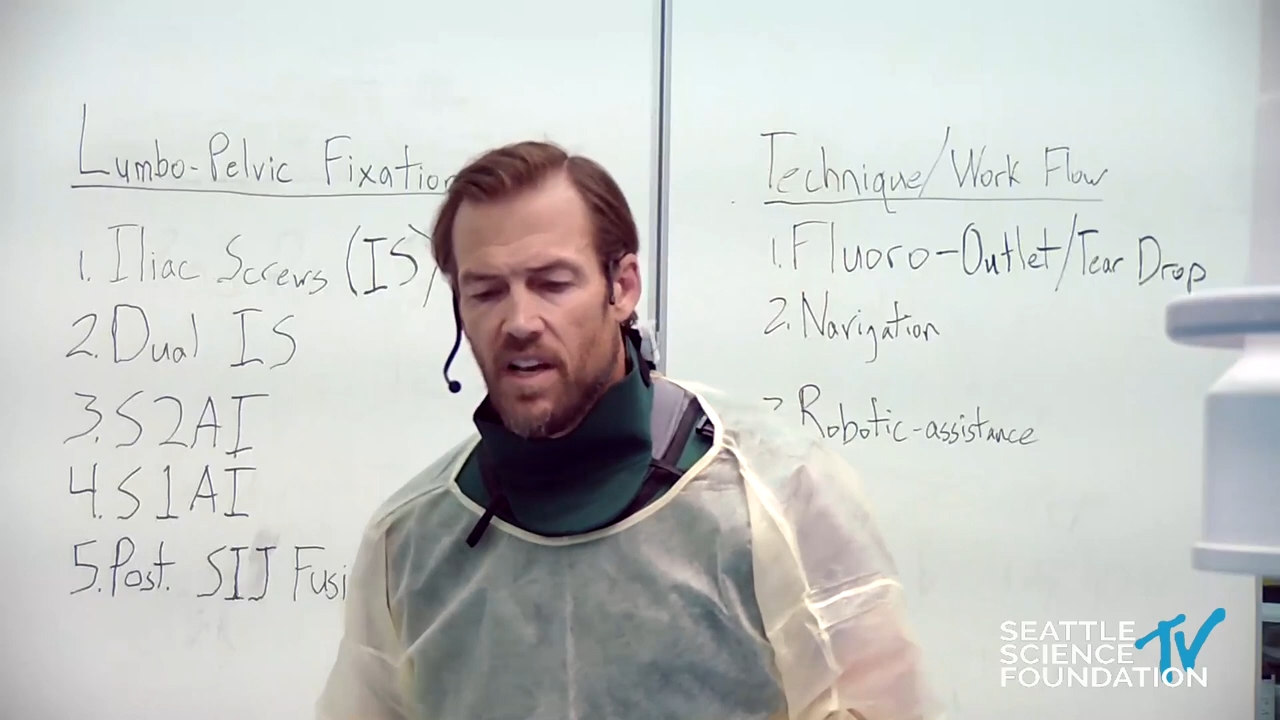 Lumbo-Pelvic Fixation
1. Iliac Screws (IS)
2. Dual IS
3. S2AI
4. S1AI
5. Post. SIJ Fusi
Technique/Work Flow
1. Fluoro-Outlet/Tear Drop
2. Navigation
3. Robotic-assistance
SEATTLE
SCIENCE
FOUNDATION
TV